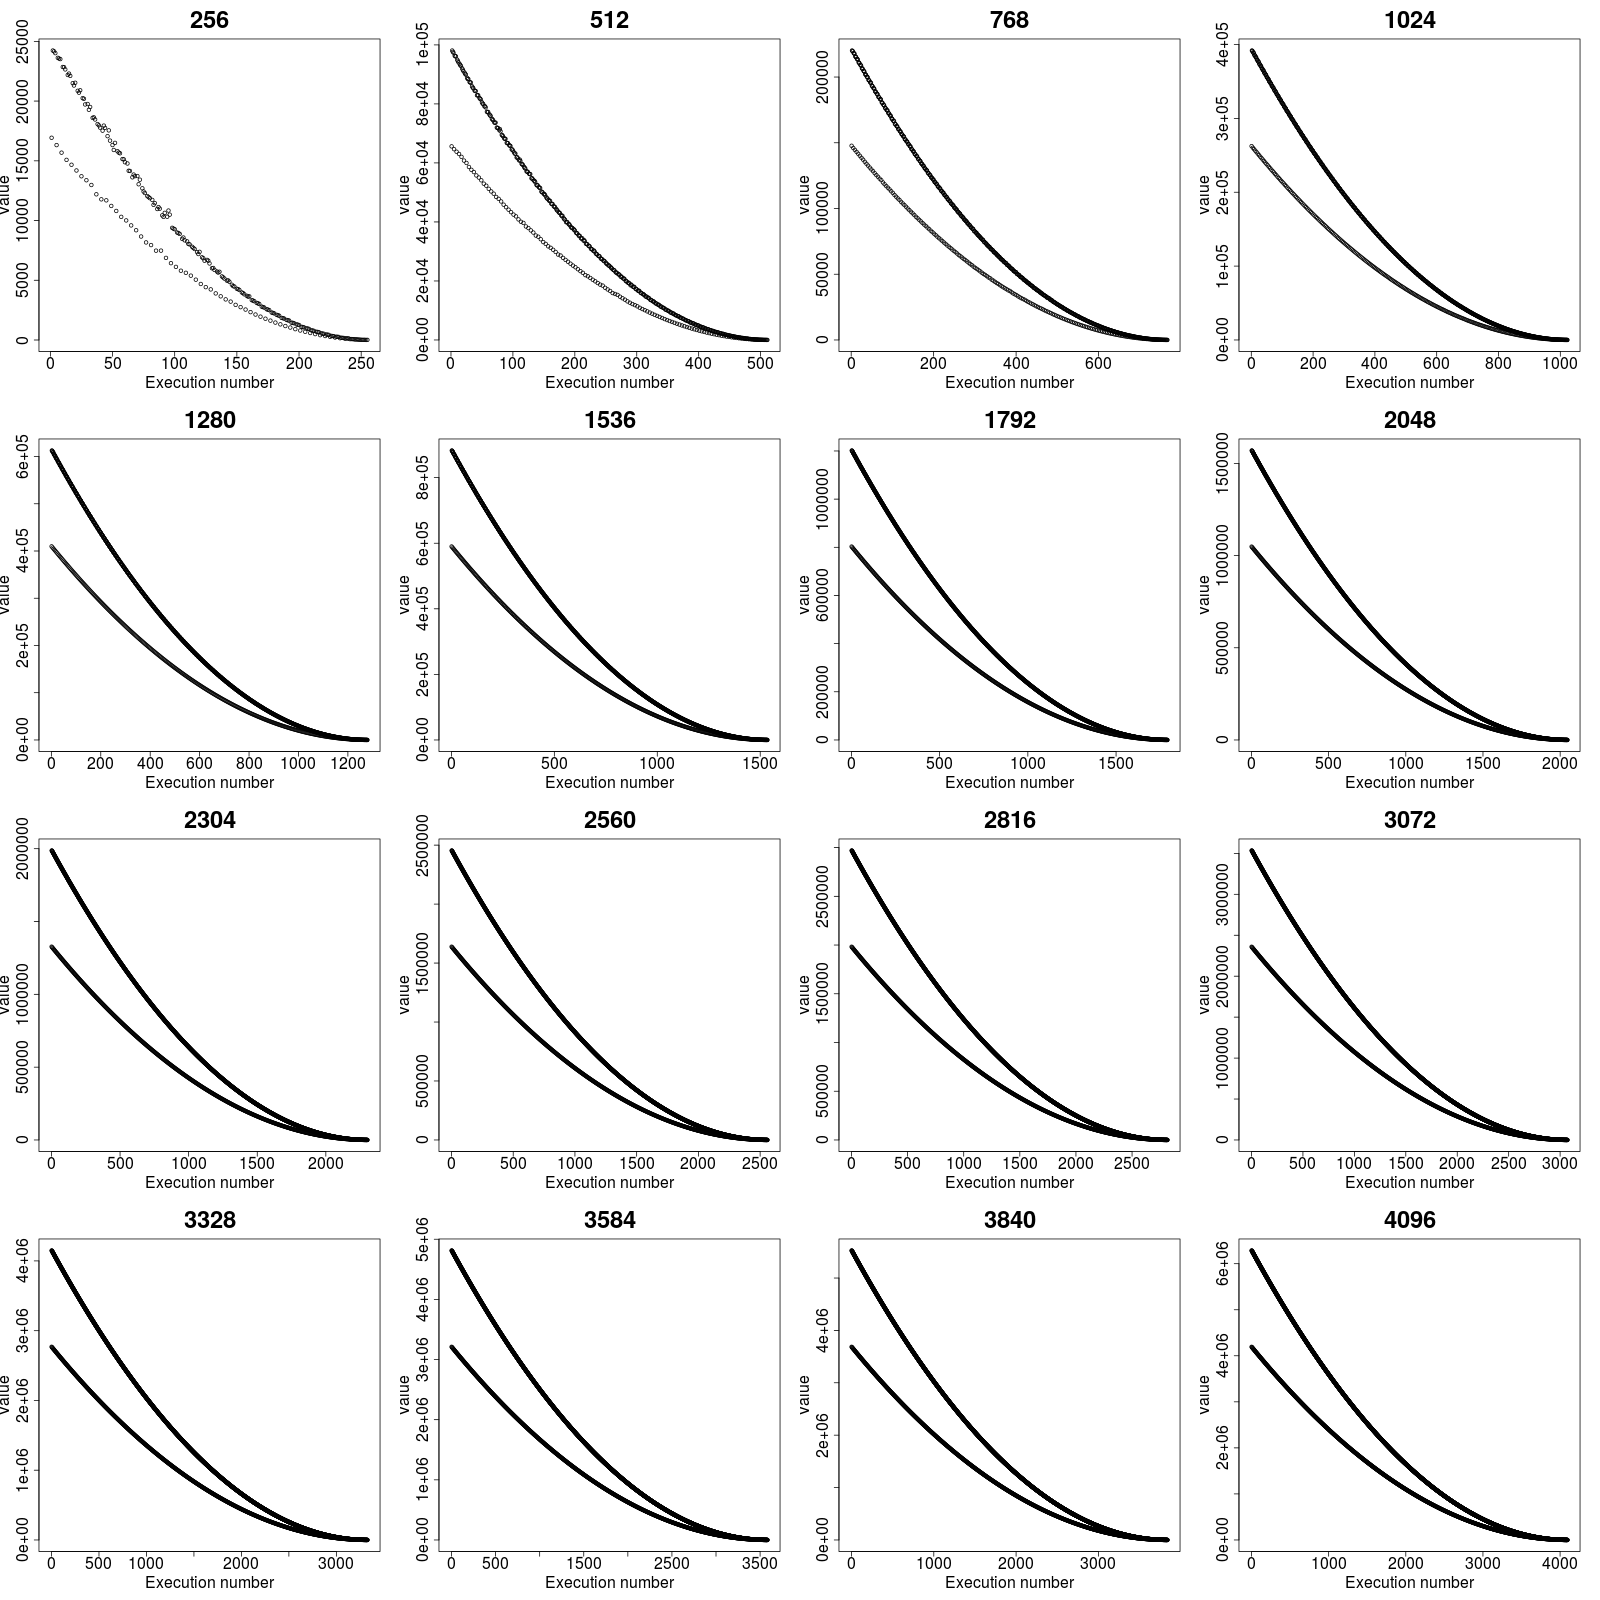 256
25000
20000
15000
10000
5000
0
value
0 50 100 150 200 250
Execution number
512
1e+05
8e+04
6e+04
4e+04
2e+04
0e+00
value
0 100 200 300 400 500
Execution number
768
200000
100000
50000
0
value
0 200 400 600
Execution number
1024
4e+05
3e+05
2e+05
1e+05
0e+00
value
0 200 400 600 800 1000
Execution number
1280
6e+05
4e+05
2e+05
0e+00
value
0 200 400 600 800 1000 1200
Execution number
1536
8e+05
6e+05
4e+05
2e+05
0e+00
value
0 500 1000 1500
Execution number
1792
1000000
600000
200000
0
value
0 500 1000 1500
Execution number
2048
1500000
1000000
500000
0
value
0 500 1000 1500 2000
Execution number
2304
2000000
1000000
500000
0
value
0 500 1000 1500 2000
Execution number
2560
2500000
1500000
500000
0
value
0 500 1000 1500 2000 2500
Execution number
2816
2500000
1500000
500000
0
value
0 500 1000 1500 2000 2500
Execution number
3072
3000000
2000000
1000000
0
value
0 500 1000 1500 2000 2500 3000
Execution number
3328
4e+06
3e+06
2e+06
1e+06
0e+00
value
0 500 1000 2000 3000
Execution number
3584
5e+06
4e+06
3e+06
2e+06
1e+06
0e+00
value
0 500 1500 2500 3500
Execution number
3840
4e+06
2e+06
0e+00
value
0 1000 2000 3000
Execution number
4096
6e+06
4e+06
2e+06
0e+00
value
0 1000 2000 3000 4000
Execution number